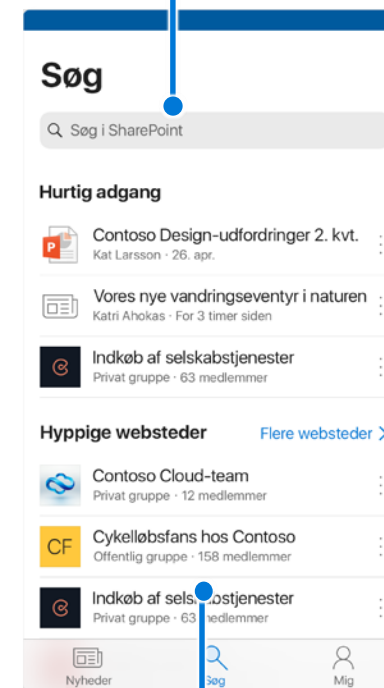 Søg
Søg i SharePoint
Hurtig adgang
Contoso Design-udfordringer 2. kvt.
Kat Larsson · 26. apr.
Vores nye vandringseventyr i naturen
Katri Ahokas · For 3 timer siden
Indkøb af selskabstjenester
Privat gruppe · 63 medlemmer
Hyppige websteder Flere websteder
Contoso Cloud-team
Privat gruppe · 12 medlemmer
CF
Cykelløbsfans hos Contoso
Offentlig gruppe · 158 medlemmer
Indkøb af selskabstjenester
Privat gruppe · 63 medlemmer
Nyheder Søg Mig